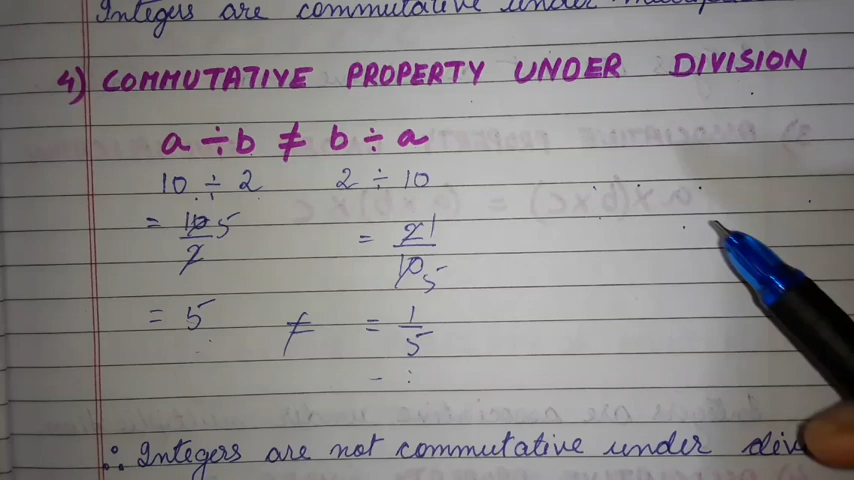 Integers are commutative under
4) COMMUTATIVE PROPERTY UNDER DIVISION
a ÷ b ≠ b ÷ a
10 ÷ 2 2 ÷ 10
= 10/2 5 = 2/10 1 5
= 5 ≠ = 1/5
∴ Integers are not commutative under